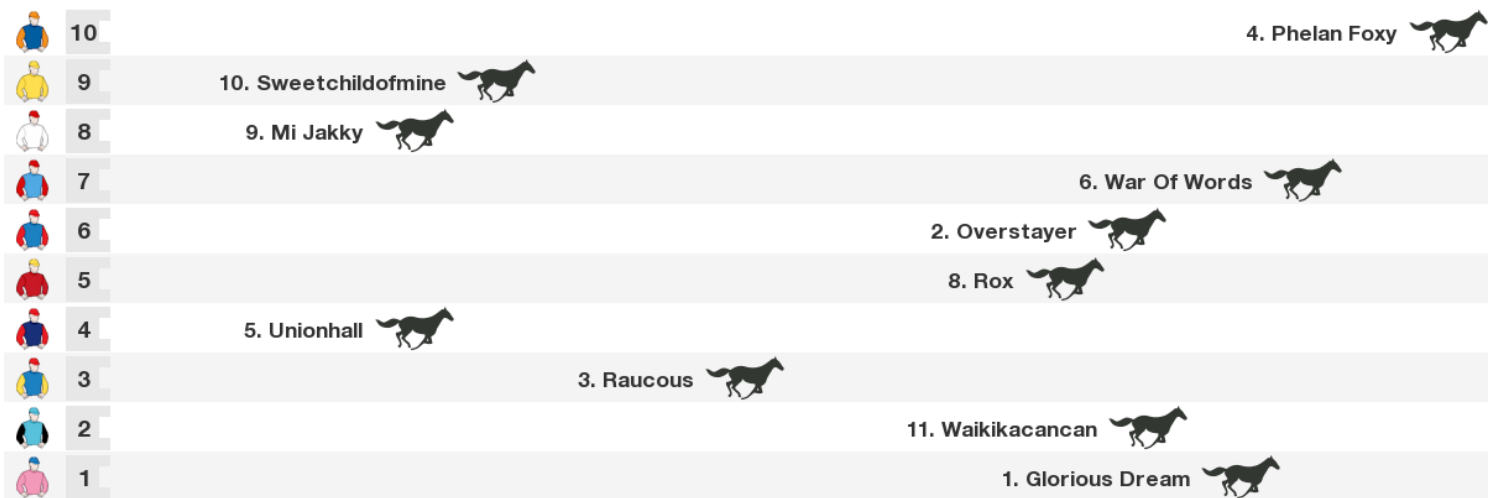 10 4. Phelan Foxy
9 10. Sweetchildofmine
8 9. Mi Jakky
7 6. War Of Words
6 2. Overstayer
5 8. Rox
4 5. Unionhall
3 3. Raucous
2 11. Waikikacancan
1 1. Glorious Dream